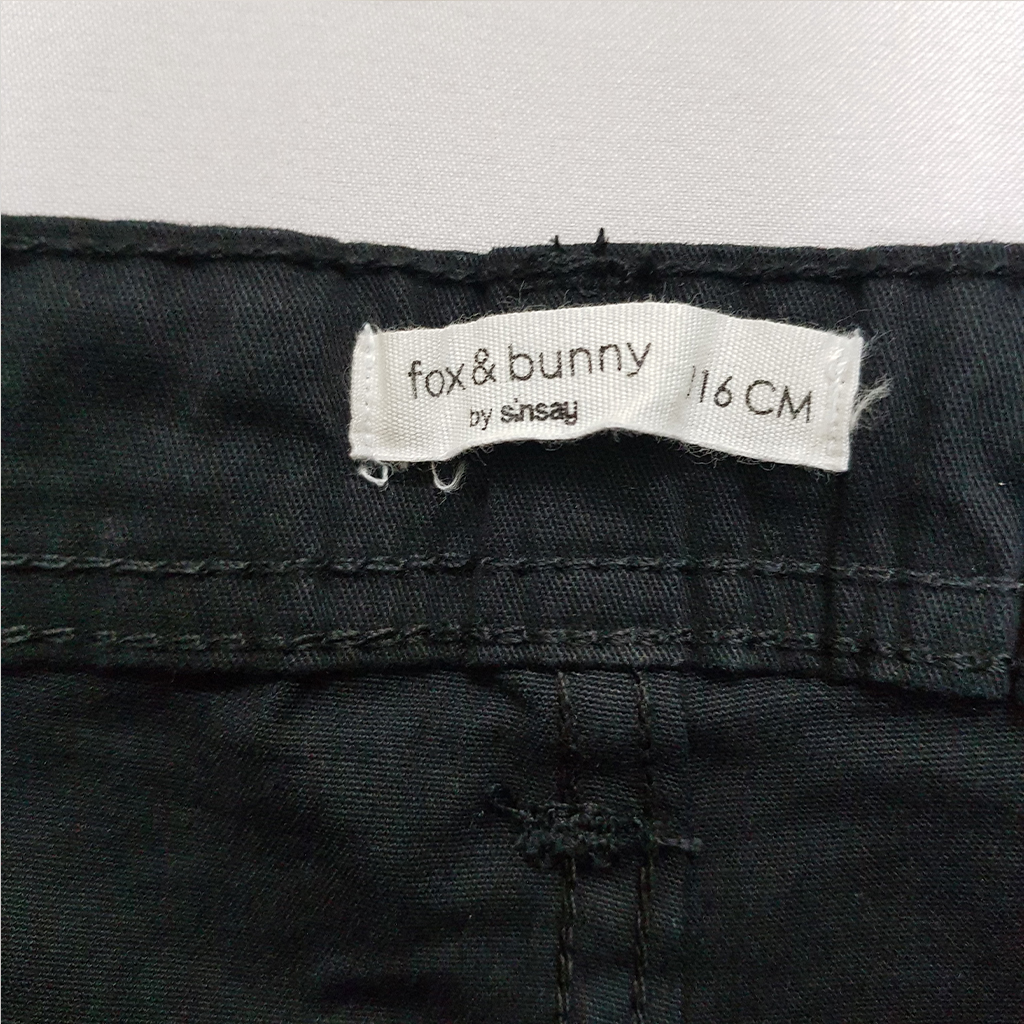 fox & bunny
by sinsay
116 CM